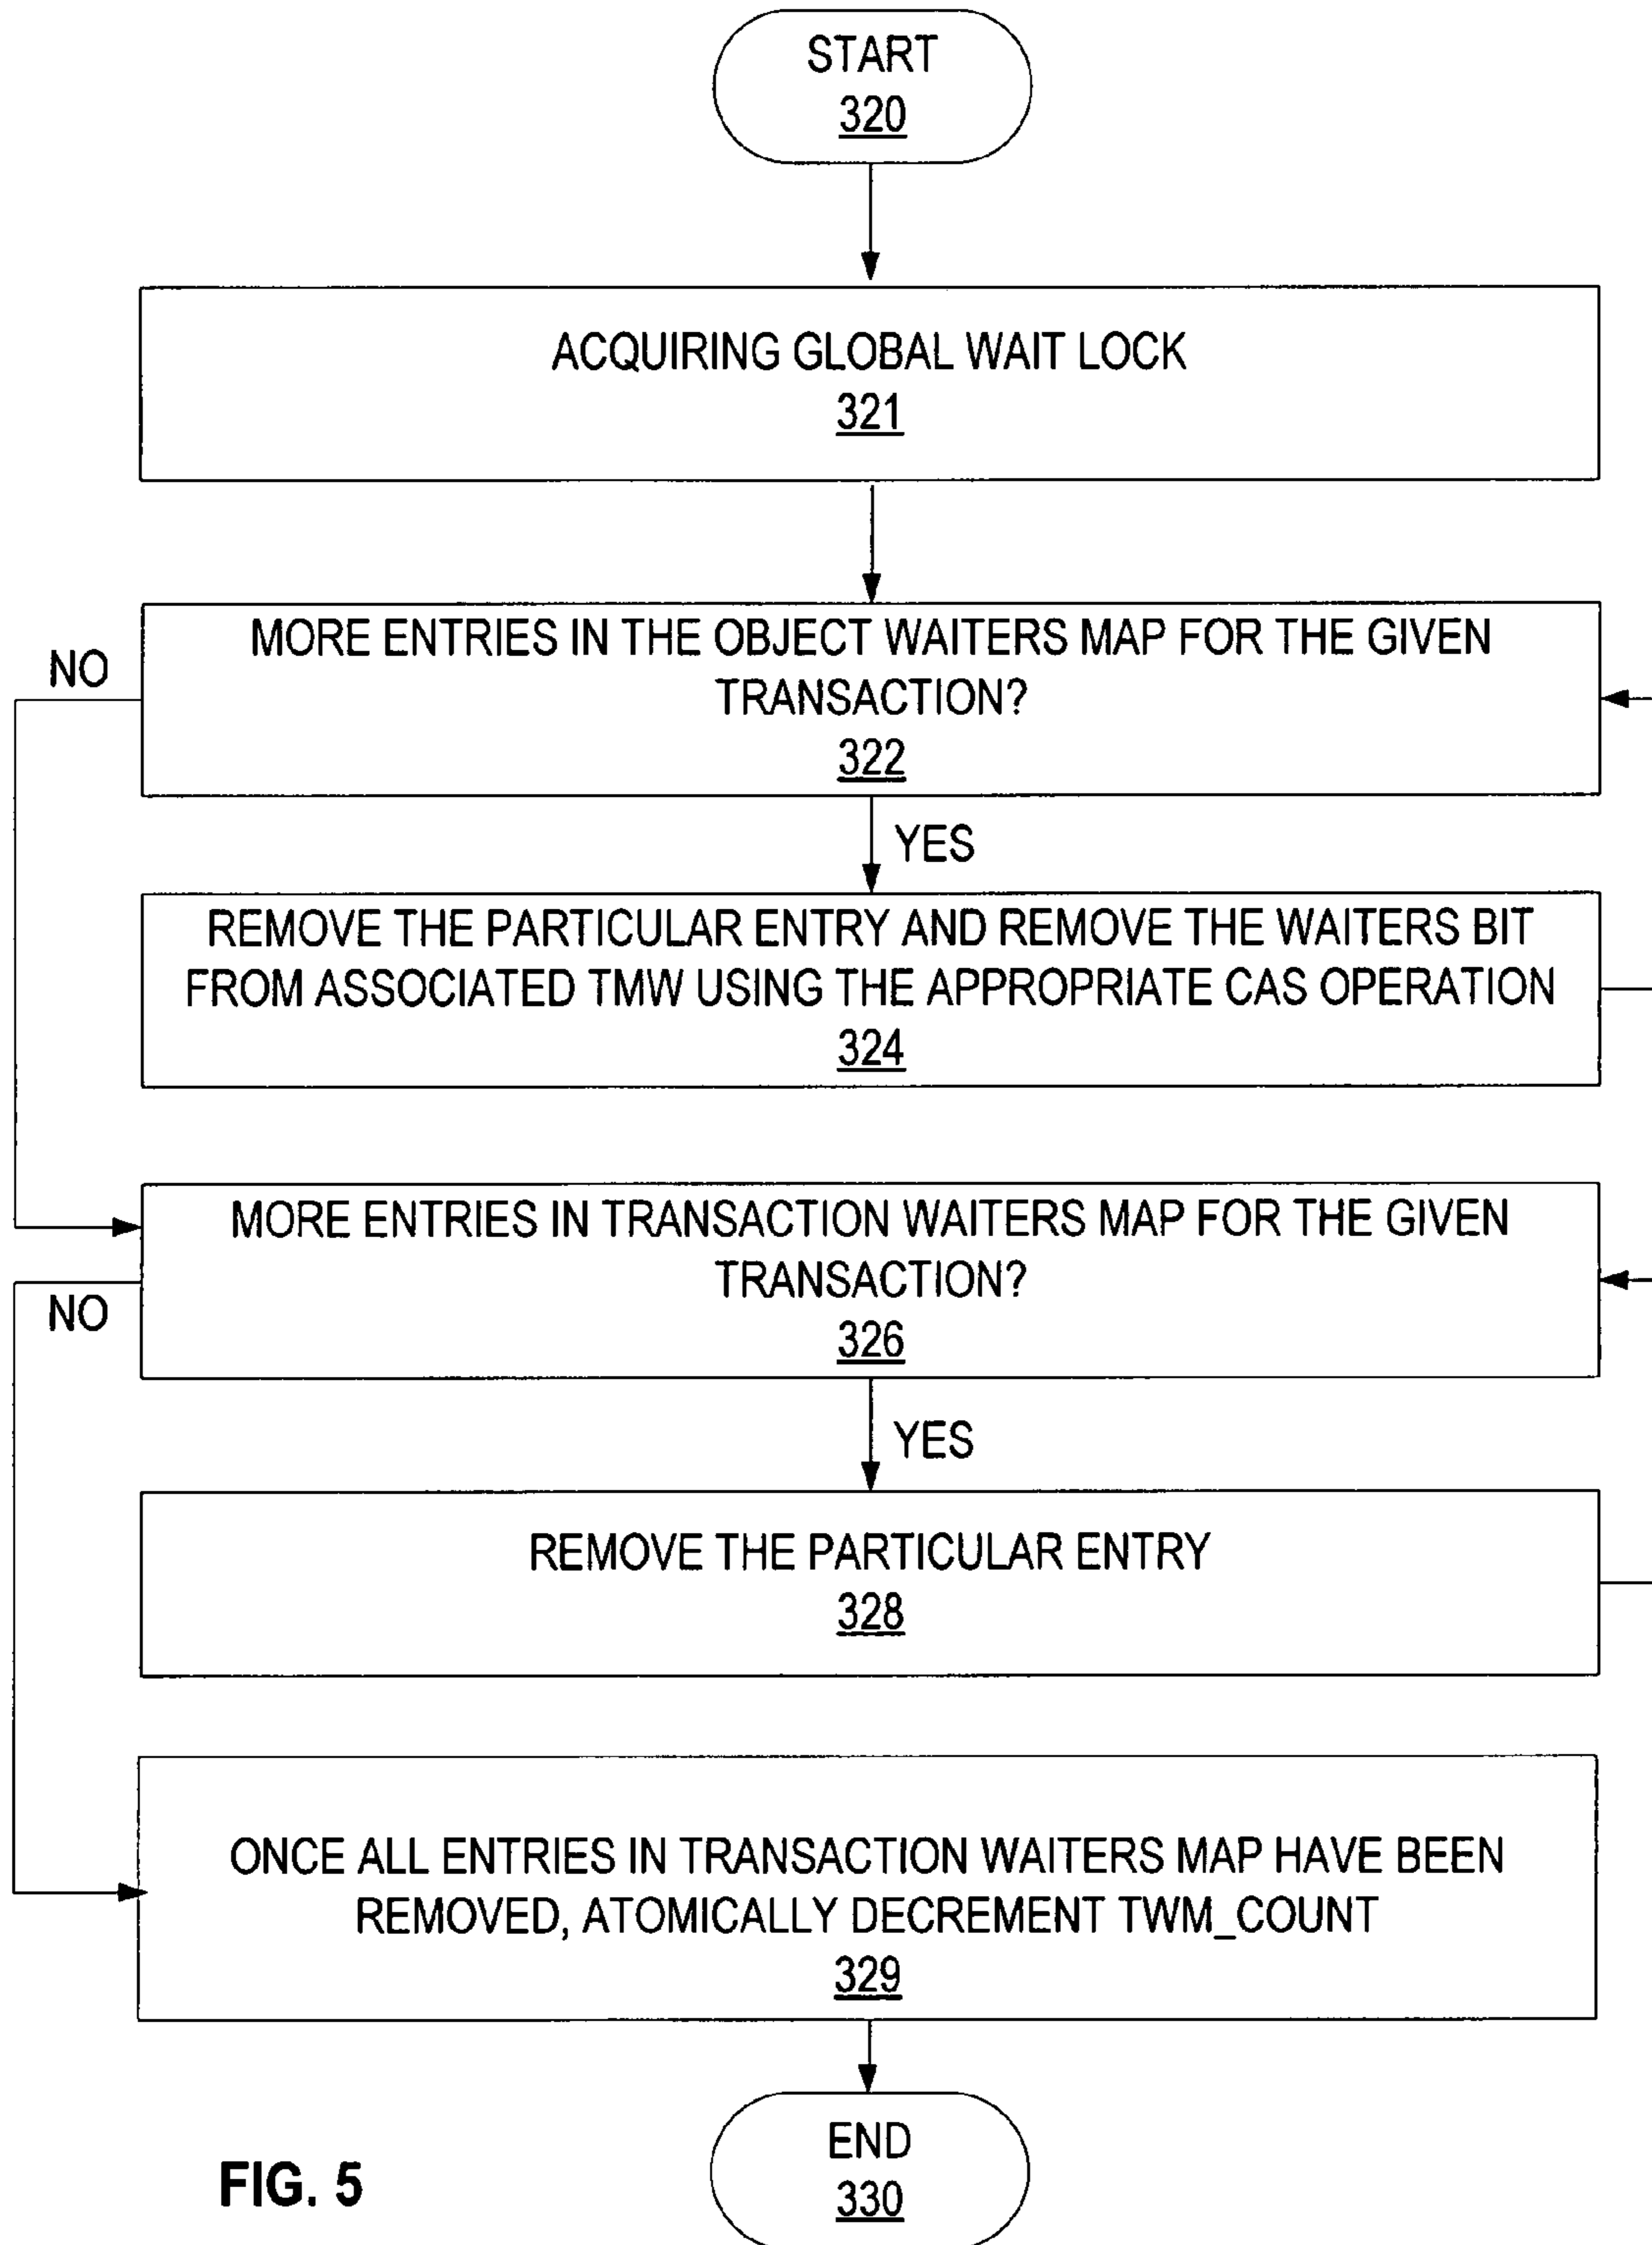 START
320
ACQUIRING GLOBAL WAIT LOCK
321
MORE ENTRIES IN THE OBJECT WAITERS MAP FOR THE GIVEN
TRANSACTION?
322
NO
YES
REMOVE THE PARTICULAR ENTRY AND REMOVE THE WAITERS BIT
FROM ASSOCIATED TMW USING THE APPROPRIATE CAS OPERATION
324
MORE ENTRIES IN TRANSACTION WAITERS MAP FOR THE GIVEN
TRANSACTION?
326
NO
YES
REMOVE THE PARTICULAR ENTRY
328
ONCE ALL ENTRIES IN TRANSACTION WAITERS MAP HAVE BEEN
REMOVED, ATOMICALLY DECREMENT TWM_COUNT
329
END
330
FIG. 5